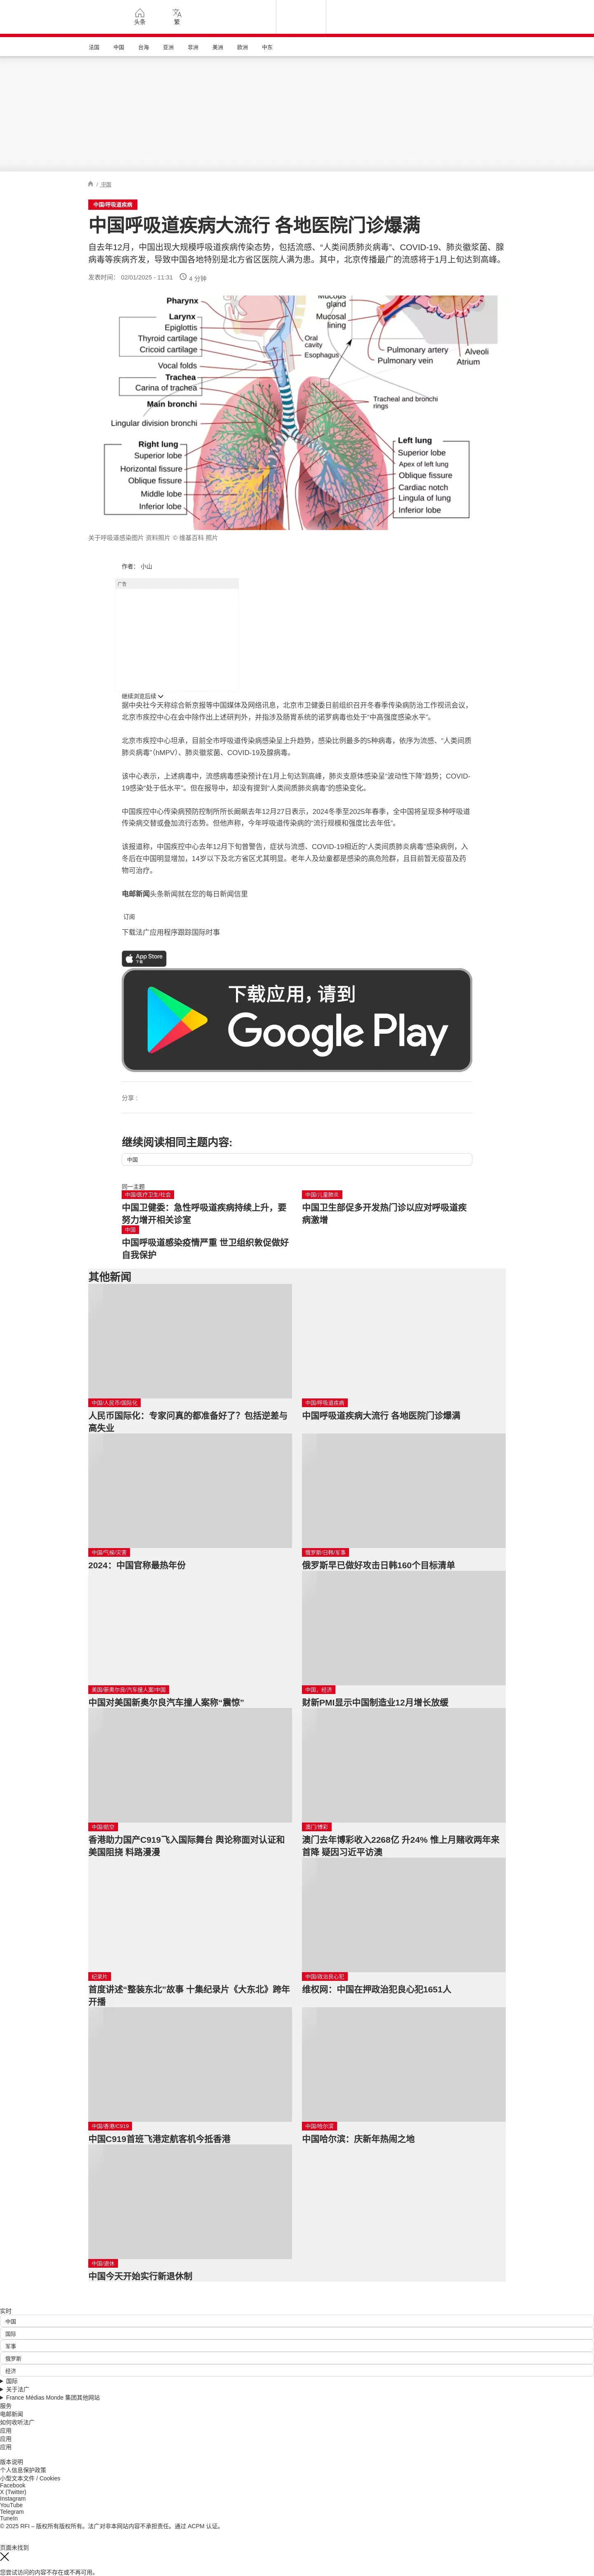 头条
繁
法国
中国
台海
亚洲
非洲
美洲
欧洲
中东
/ 中国
中国/呼吸道疾病
中国呼吸道疾病大流行 各地医院门诊爆满
自去年12月，中国出现大规模呼吸道疾病传染态势，包括流感、“人类间质肺炎病毒”、COVID-19、肺炎徽浆菌、腺
病毒等疾病齐发，导致中国各地特别是北方省区医院人满为患。其中，北京传播最广的流感将于1月上旬达到高峰。
发表时间： 02/01/2025 - 11:31
4 分钟
Pharynx
Larynx
Epiglottis
Thyroid cartilage
Cricoid cartilage
Vocal folds
Trachea
Carina of trachea
Main bronchi
Lingular division bronchi
Right lung
Superior lobe
Horizontal fissure
Oblique fissure
Middle lobe
Inferior lobe
Mucous gland
Mucosal
lining
Oral
cavity
Esophagus
Pulmonary artery
Pulmonary vein
Alveoli
Atrium
Tracheal and bronchi
rings
Left lung
Superior lobe
Apex of left lung
Oblique fissure
Cardiac notch
Lingula of lung
Inferior lobe
关于呼吸道感染图片 资料照片 © 维基百科 照片
作者： 小山
广告
继续浏览后续
据中央社今天称综合新京报等中国媒体及网络讯息，北京市卫健委日前组织召开冬春季传染病防治工作视讯会议，
北京市疾控中心在会中除作出上述研判外，并指涉及肠胃系统的诺罗病毒也处于“中高强度感染水平”。
北京市疾控中心坦承，目前全市呼吸道传染病感染呈上升趋势，感染比例最多的5种病毒，依序为流感、“人类间质
肺炎病毒”（hMPV）、肺炎徽浆菌、COVID-19及腺病毒。
该中心表示，上述病毒中，流感病毒感染预计在1月上旬达到高峰，肺炎支原体感染呈“波动性下降”趋势；COVID-
19感染“处于低水平”。但在报导中，却没有提到“人类间质肺炎病毒”的感染变化。
中国疾控中心传染病预防控制所所长阚飙去年12月27日表示，2024冬季至2025年春季，全中国将呈现多种呼吸道
传染病交替或叠加流行态势。但他声称，今年呼吸道传染病的“流行规模和强度比去年低”。
该报道称，中国疾控中心去年12月下旬曾警告，症状与流感、COVID-19相近的“人类间质肺炎病毒”感染病例，入
冬后在中国明显增加，14岁以下及北方省区尤其明显。老年人及幼童都是感染的高危险群，且目前暂无疫苗及药
物可治疗。
电邮新闻头条新闻就在您的每日新闻信里
订阅
下载法广应用程序跟踪国际时事
App Store
下载
下载应用，请到
Google Play
分享 :
继续阅读相同主题内容:
中国
同一主题
中国/医疗卫生/社会
中国卫健委：急性呼吸道疾病持续上升，要
努力增开相关诊室
中国/儿童肺炎
中国卫生部促多开发热门诊以应对呼吸道疾
病激增
中国
中国呼吸道感染疫情严重 世卫组织敦促做好
自我保护
其他新闻
中国/人民币/国际化
人民币国际化：专家问真的都准备好了？包括逆差与
高失业
中国/呼吸道疾病
中国呼吸道疾病大流行 各地医院门诊爆满
中国/气候/灾害
2024：中国官称最热年份
俄罗斯/日韩/军事
俄罗斯早已做好攻击日韩160个目标清单
美国/新奥尔良/汽车撞人案/中国
中国对美国新奥尔良汽车撞人案称“震惊”
中国，经济
财新PMI显示中国制造业12月增长放缓
中国/航空
香港助力国产C919飞入国际舞台 舆论称面对认证和
美国阻挠 料路漫漫
澳门/博彩
澳门去年博彩收入2268亿 升24% 惟上月赌收两年来
首降 疑因习近平访澳
纪录片
首度讲述“整装东北”故事 十集纪录片《大东北》跨年
开播
中国/政治良心犯
维权网：中国在押政治犯良心犯1651人
中国/香港/C919
中国C919首班飞港定航客机今抵香港
中国/哈尔滨
中国哈尔滨：庆新年热闹之地
中国/退休
中国今天开始实行新退休制
实时
中国
国际
军事
俄罗斯
经济
国际
关于法广
France Médias Monde 集团其他网站
服务
电邮新闻
如何收听法广
应用
应用
应用
版本说明
个人信息保护政策
小型文本文件 / Cookies
Facebook
X (Twitter)
Instagram
YouTube
Telegram
TuneIn
© 2025 RFI – 版权所有版权所有。法广对非本网站内容不承担责任。通过 ACPM 认证。
页面未找到
您尝试访问的内容不存在或不再可用。